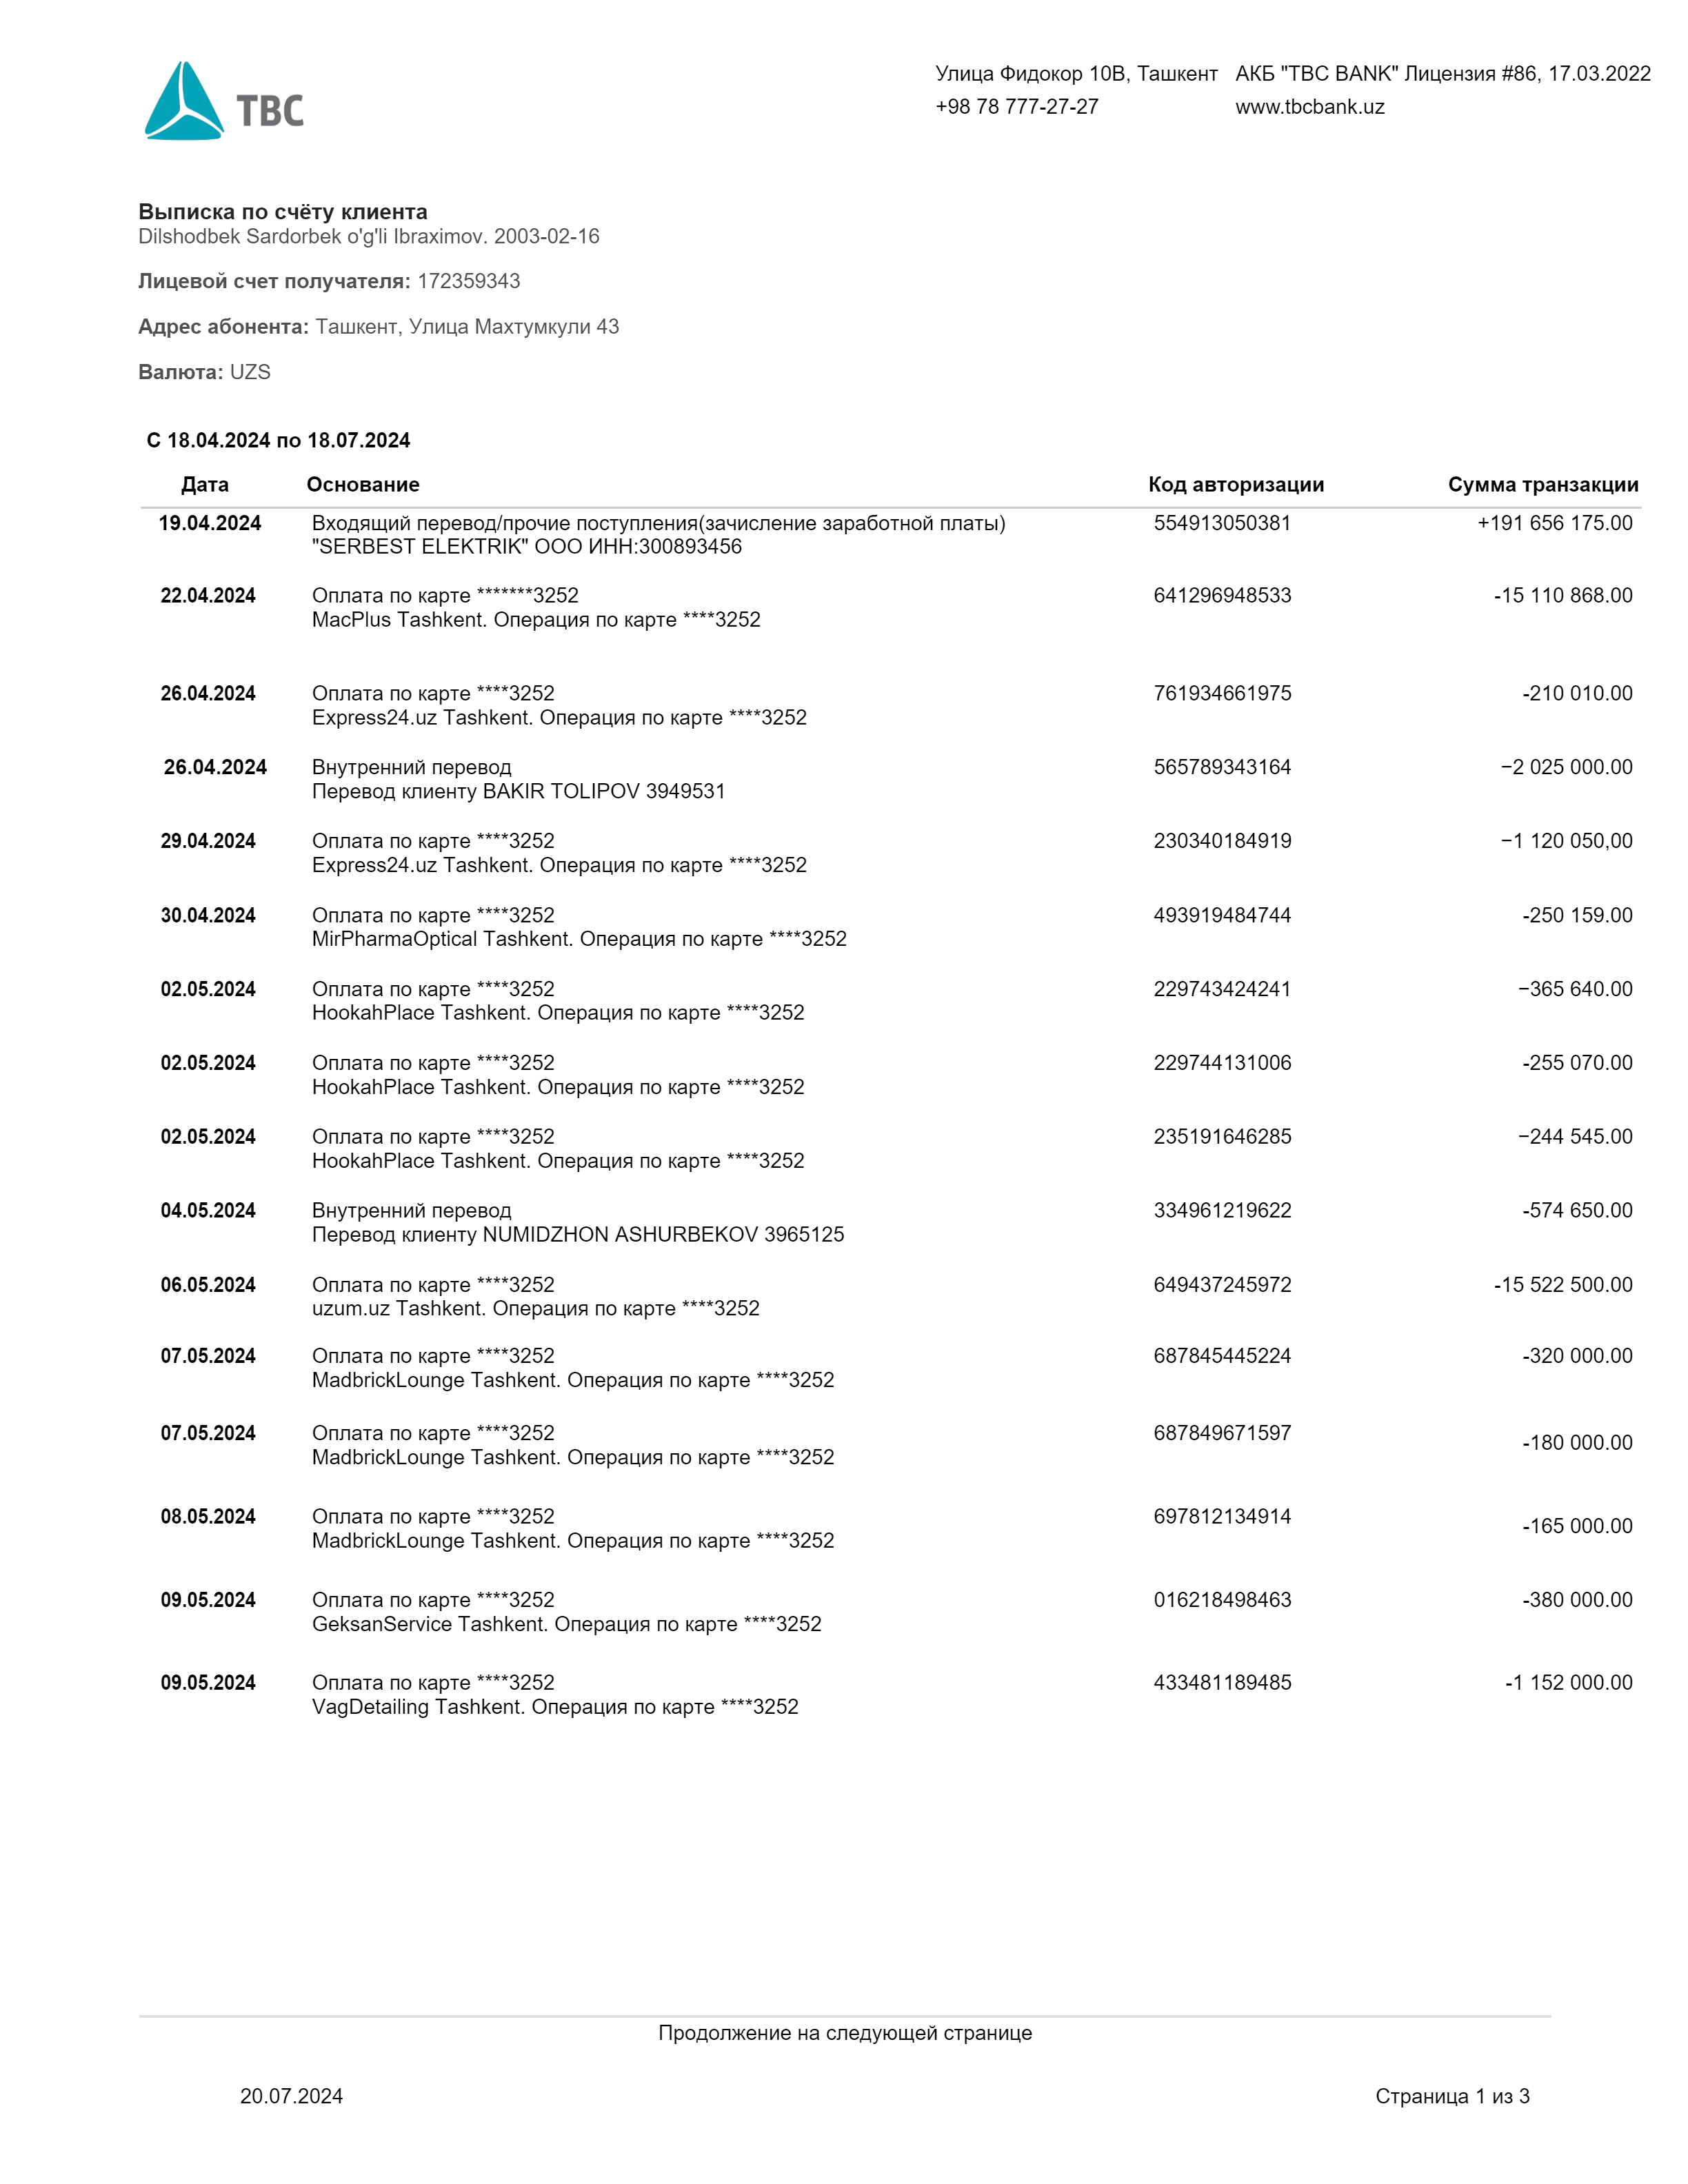 TBC
Улица Фидокор 10В, Ташкент АКБ "TBC BANK" Лицензия #86, 17.03.2022
+98 78 777-27-27 www.tbcbank.uz
Выписка по счёту клиента
Dilshodbek Sardorbek o'g'li Ibraximov. 2003-02-16
Лицевой счет получателя: 172359343
Адрес абонента: Ташкент, Улица Махтумкули 43
Валюта: UZS
С 18.04.2024 по 18.07.2024
Дата Основание Код авторизации Сумма транзакции
19.04.2024 Входящий перевод/прочие поступления(зачисление заработной платы) 554913050381 +191 656 175.00
"SERBEST ELEKTRIK" ООО ИНН:300893456
22.04.2024 Оплата по карте *******3252 641296948533 -15 110 868.00
MacPlus Tashkent. Операция по карте ****3252
26.04.2024 Оплата по карте ****3252 761934661975 -210 010.00
Express24.uz Tashkent. Операция по карте ****3252
26.04.2024 Внутренний перевод 565789343164 −2 025 000.00
Перевод клиенту BAKIR TOLIPOV 3949531
29.04.2024 Оплата по карте ****3252 230340184919 −1 120 050,00
Express24.uz Tashkent. Операция по карте ****3252
30.04.2024 Оплата по карте ****3252 493919484744 -250 159.00
MirPharmaOptical Tashkent. Операция по карте ****3252
02.05.2024 Оплата по карте ****3252 229743424241 −365 640.00
HookahPlace Tashkent. Операция по карте ****3252
02.05.2024 Оплата по карте ****3252 229744131006 -255 070.00
HookahPlace Tashkent. Операция по карте ****3252
02.05.2024 Оплата по карте ****3252 235191646285 −244 545.00
HookahPlace Tashkent. Операция по карте ****3252
04.05.2024 Внутренний перевод 334961219622 -574 650.00
Перевод клиенту NUMIDZHON ASHURBEKOV 3965125
06.05.2024 Оплата по карте ****3252 649437245972 -15 522 500.00
uzum.uz Tashkent. Операция по карте ****3252
07.05.2024 Оплата по карте ****3252 687845445224 -320 000.00
MadbrickLounge Tashkent. Операция по карте ****3252
07.05.2024 Оплата по карте ****3252 687849671597 -180 000.00
MadbrickLounge Tashkent. Операция по карте ****3252
08.05.2024 Оплата по карте ****3252 697812134914 -165 000.00
MadbrickLounge Tashkent. Операция по карте ****3252
09.05.2024 Оплата по карте ****3252 016218498463 -380 000.00
GeksanService Tashkent. Операция по карте ****3252
09.05.2024 Оплата по карте ****3252 433481189485 -1 152 000.00
VagDetailing Tashkent. Операция по карте ****3252
Продолжение на следующей странице
20.07.2024 Страница 1 из 3